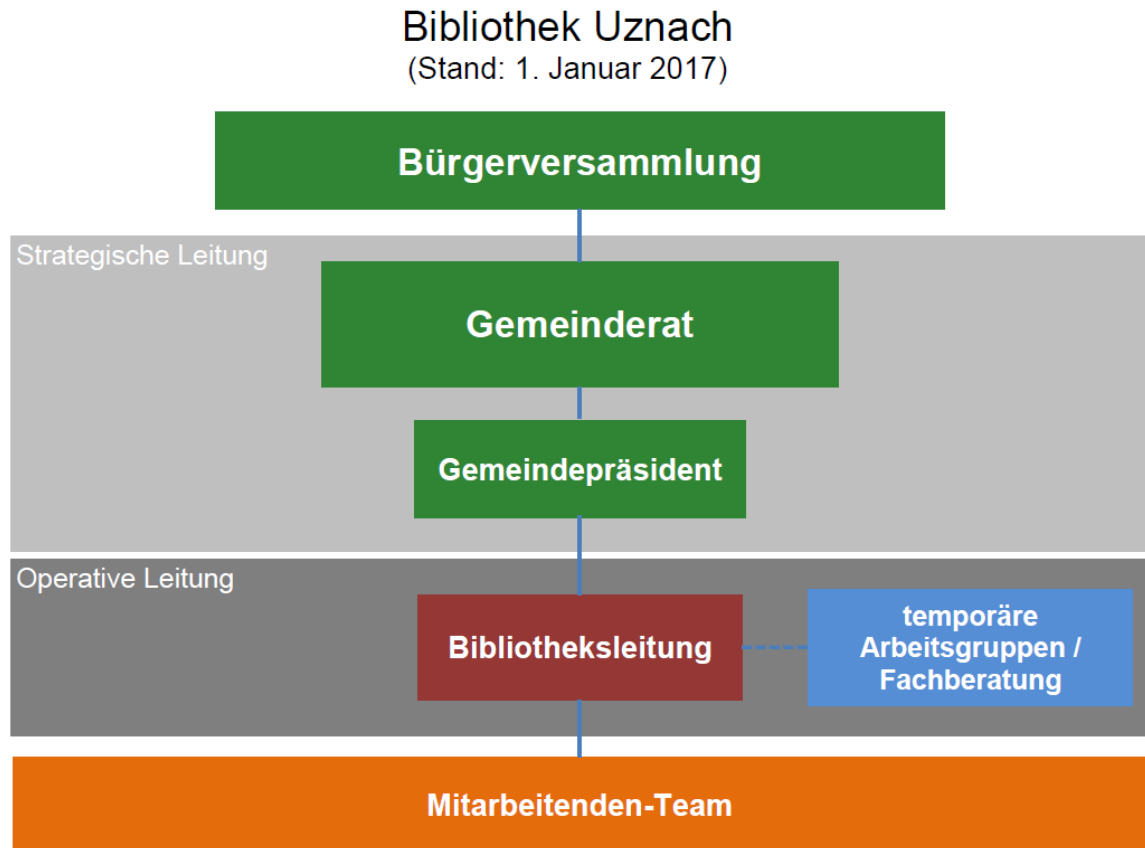 Bibliothek Uznach
(Stand: 1. Januar 2017)
Bürgerversammlung
Strategische Leitung
Gemeinderat
Gemeindepräsident
Operative Leitung
Bibliotheksleitung
temporäre
Arbeitsgruppen /
Fachberatung
Mitarbeitenden-Team